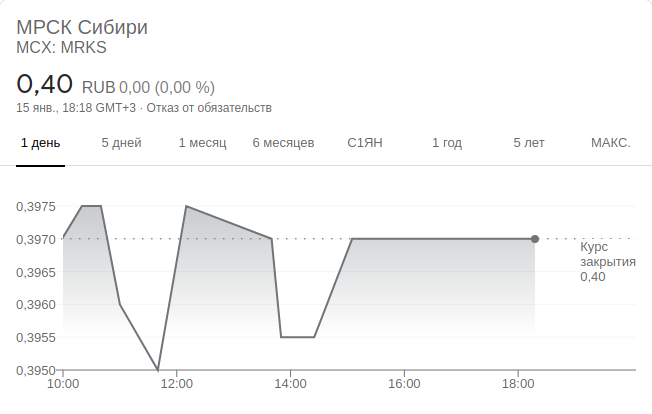 МРСК Сибири
MCX: MRKS
0,40 RUB 0,00 (0,00 %)
15 янв., 18:18 GMT+3 · Отказ от обязательств
1 день 5 дней 1 месяц 6 месяцев С1ЯН 1 год 5 лет МАКС.
0,3975
0,3970
0,3965
0,3960
0,3955
0,3950
Курс
закрытия
0,40
10:00 12:00 14:00 16:00 18:00